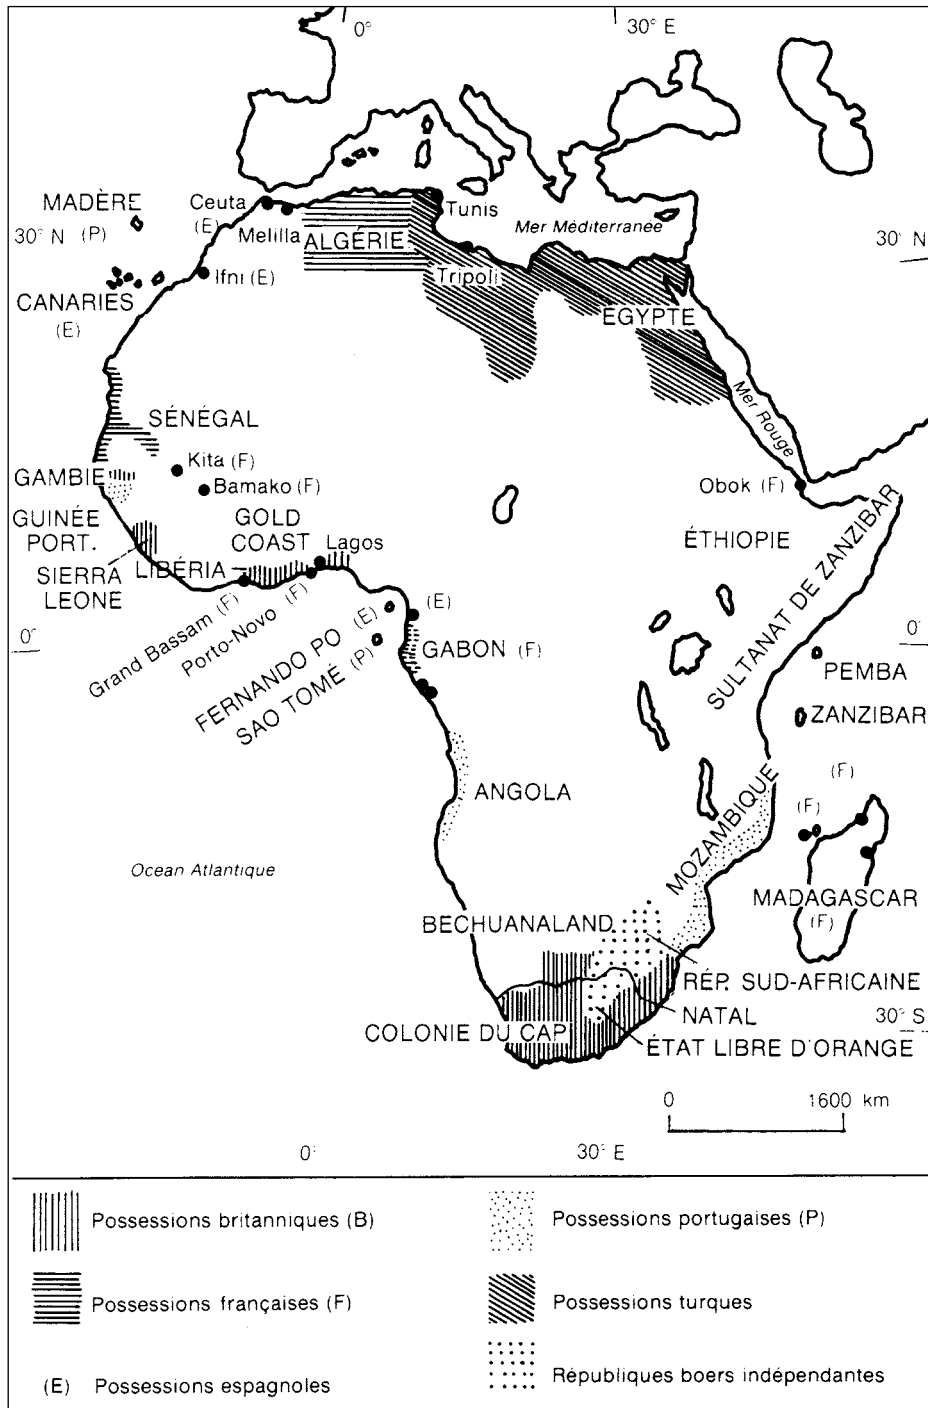 0°
30° E
MADÈRE
30° N (P)
Ceuta
(E)
Melilla
ALGÉRIE
Tunis
Mer Méditerranée
30° N
Ifni (E)
Tripoli
CANARIES
(E)
EGYPTE
Mer Rouge
SÉNÉGAL
Kita (F)
GAMBIE
Bamako (F)
Obok (F)
GUINÉE
PORT.
GOLD
COAST
Lagos
ÉTHIOPIE
SIERRA
LEONE
LIBÉRIA
SULTANAT DE ZANZIBAR
0°
Grand Bassam (F)
Porto-Novo (F)
FERNANDO PO (E)
SAO TOMÉ (P)
(E)
GABON (F)
0°
PEMBA
ZANZIBAR
ANGOLA
MOZAMBIQUE
(F)
(F)
Ocean Atlantique
MADAGASCAR
(F)
BECHUANALAND
RÉP. SUD-AFRICAINE
NATAL
30° S
COLONIE DU CAP
ÉTAT LIBRE D'ORANGE
0 1600 km
0°
30° E
Possessions britanniques (B)
Possessions portugaises (P)
Possessions françaises (F)
Possessions turques
(E) Possessions espagnoles
Républiques boers indépendantes